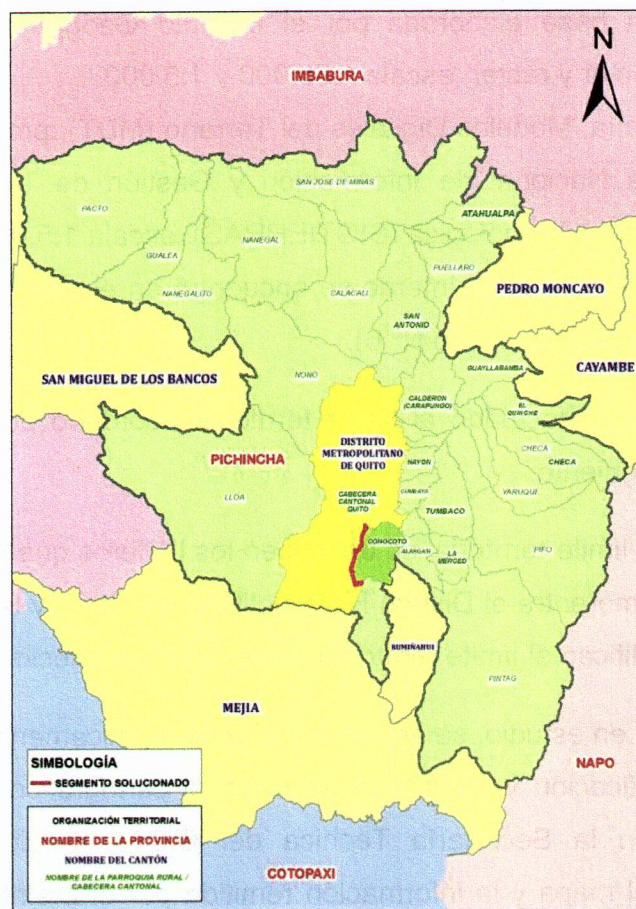 N
IMBABURA
SAN JOSE DE MINAS
PACTO
ATAHUALPA
NANEGAL
GUALEA
PUELLARO
NANEGALITO
CALACALI
PEDRO MONCAYO
SAN
ANTONIO
NONO
SAN MIGUEL DE LOS BANCOS
GUAYLLABAMBA
CAYAMBE
CALDERON
(CARAPUNGO)
EL
QUINCHE
DISTRITO
METROPOLITANO
DE QUITO
CHECA
CHECA
PICHINCHA
NAYON
LLOA
CABECERA
CANTONAL
QUITO
CUMBAYA
YARUQUI
TUMBACO
CONOCOTO
ALANGASI
LA
MERCED
PIFO
RUMIÑAHUI
PINTAG
MEJIA
NAPO
SIMBOLOGÍA
SEGMENTO SOLUCIONADO
ORGANIZACIÓN TERRITORIAL
NOMBRE DE LA PROVINCIA
NOMBRE DEL CANTÓN
NOMBRE DE LA PARROQUIA RURAL /
CABECERA CANTONAL
COTOPAXI